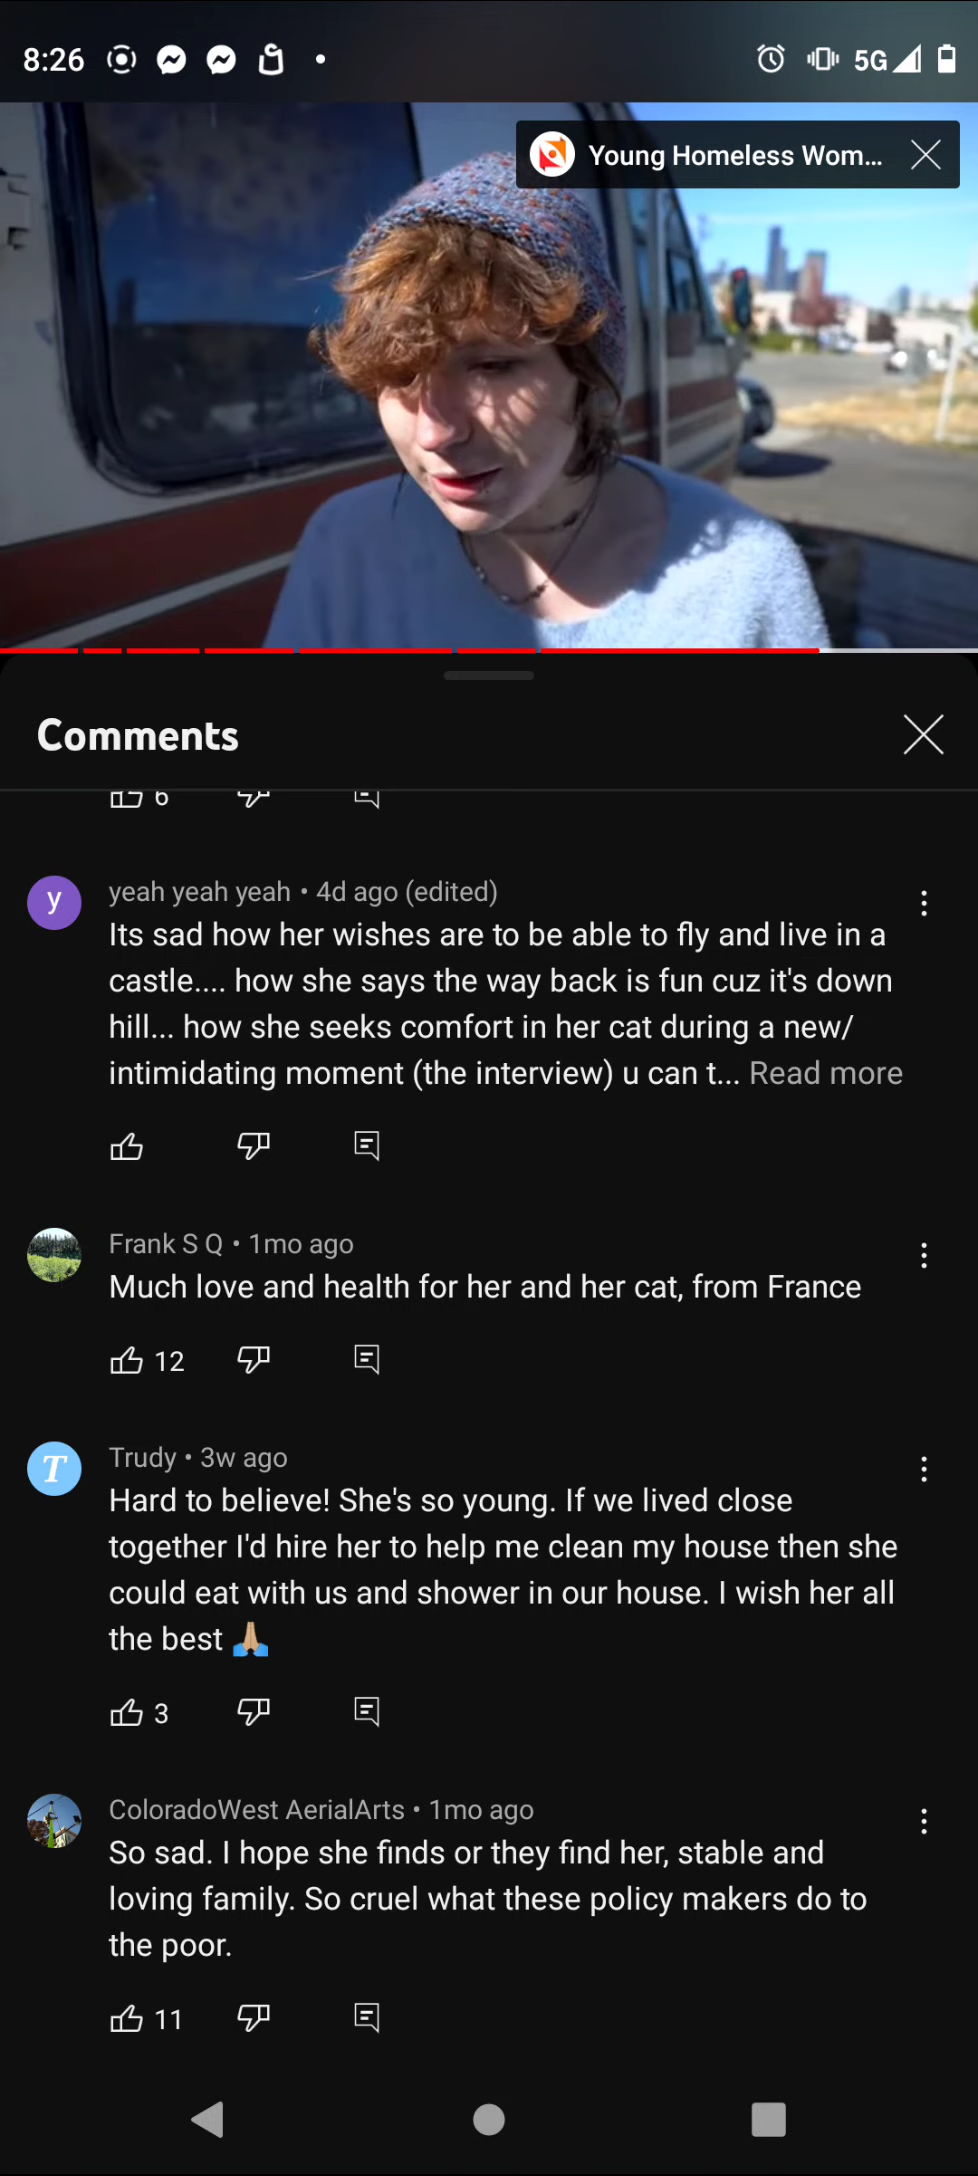 8:26
5G
Young Homeless Wom...
Comments
6
y
yeah yeah yeah • 4d ago (edited)
Its sad how her wishes are to be able to fly and live in a
castle.... how she says the way back is fun cuz it's down
hill... how she seeks comfort in her cat during a new/
intimidating moment (the interview) u can t... Read more
Frank S Q • 1mo ago
Much love and health for her and her cat, from France
12
T
Trudy • 3w ago
Hard to believe! She's so young. If we lived close
together I'd hire her to help me clean my house then she
could eat with us and shower in our house. I wish her all
the best 🙏🏼
3
ColoradoWest AerialArts • 1mo ago
So sad. I hope she finds or they find her, stable and
loving family. So cruel what these policy makers do to
the poor.
11